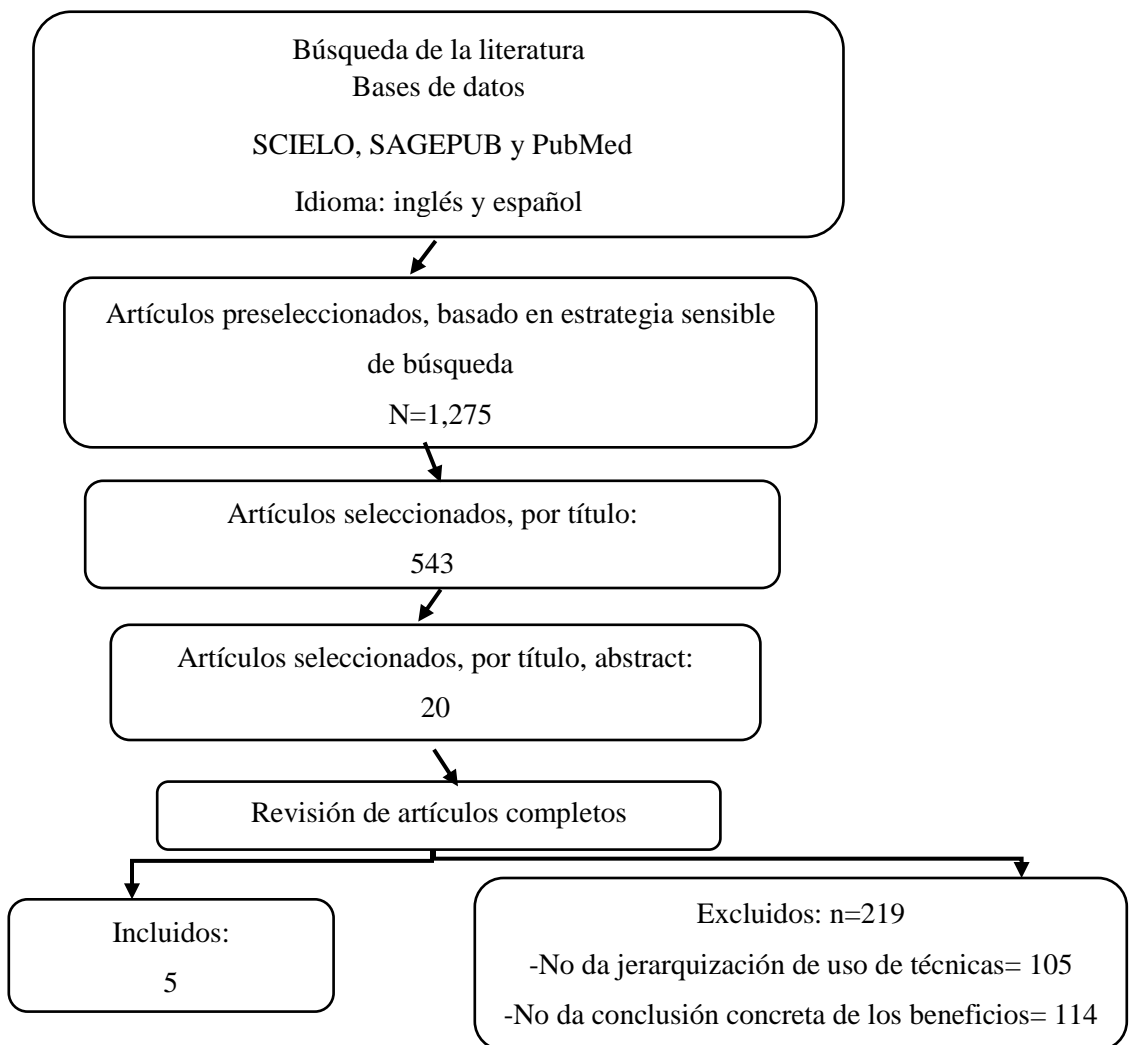 Búsqueda de la literatura
Bases de datos
SCIELO, SAGEPUB y PubMed
Idioma: inglés y español
Artículos preseleccionados, basado en estrategia sensible
de búsqueda
N=1,275
Artículos seleccionados, por título:
543
Artículos seleccionados, por título, abstract:
20
Revisión de artículos completos
Incluidos:
5
Excluidos: n=219
-No da jerarquización de uso de técnicas= 105
-No da conclusión concreta de los beneficios= 114